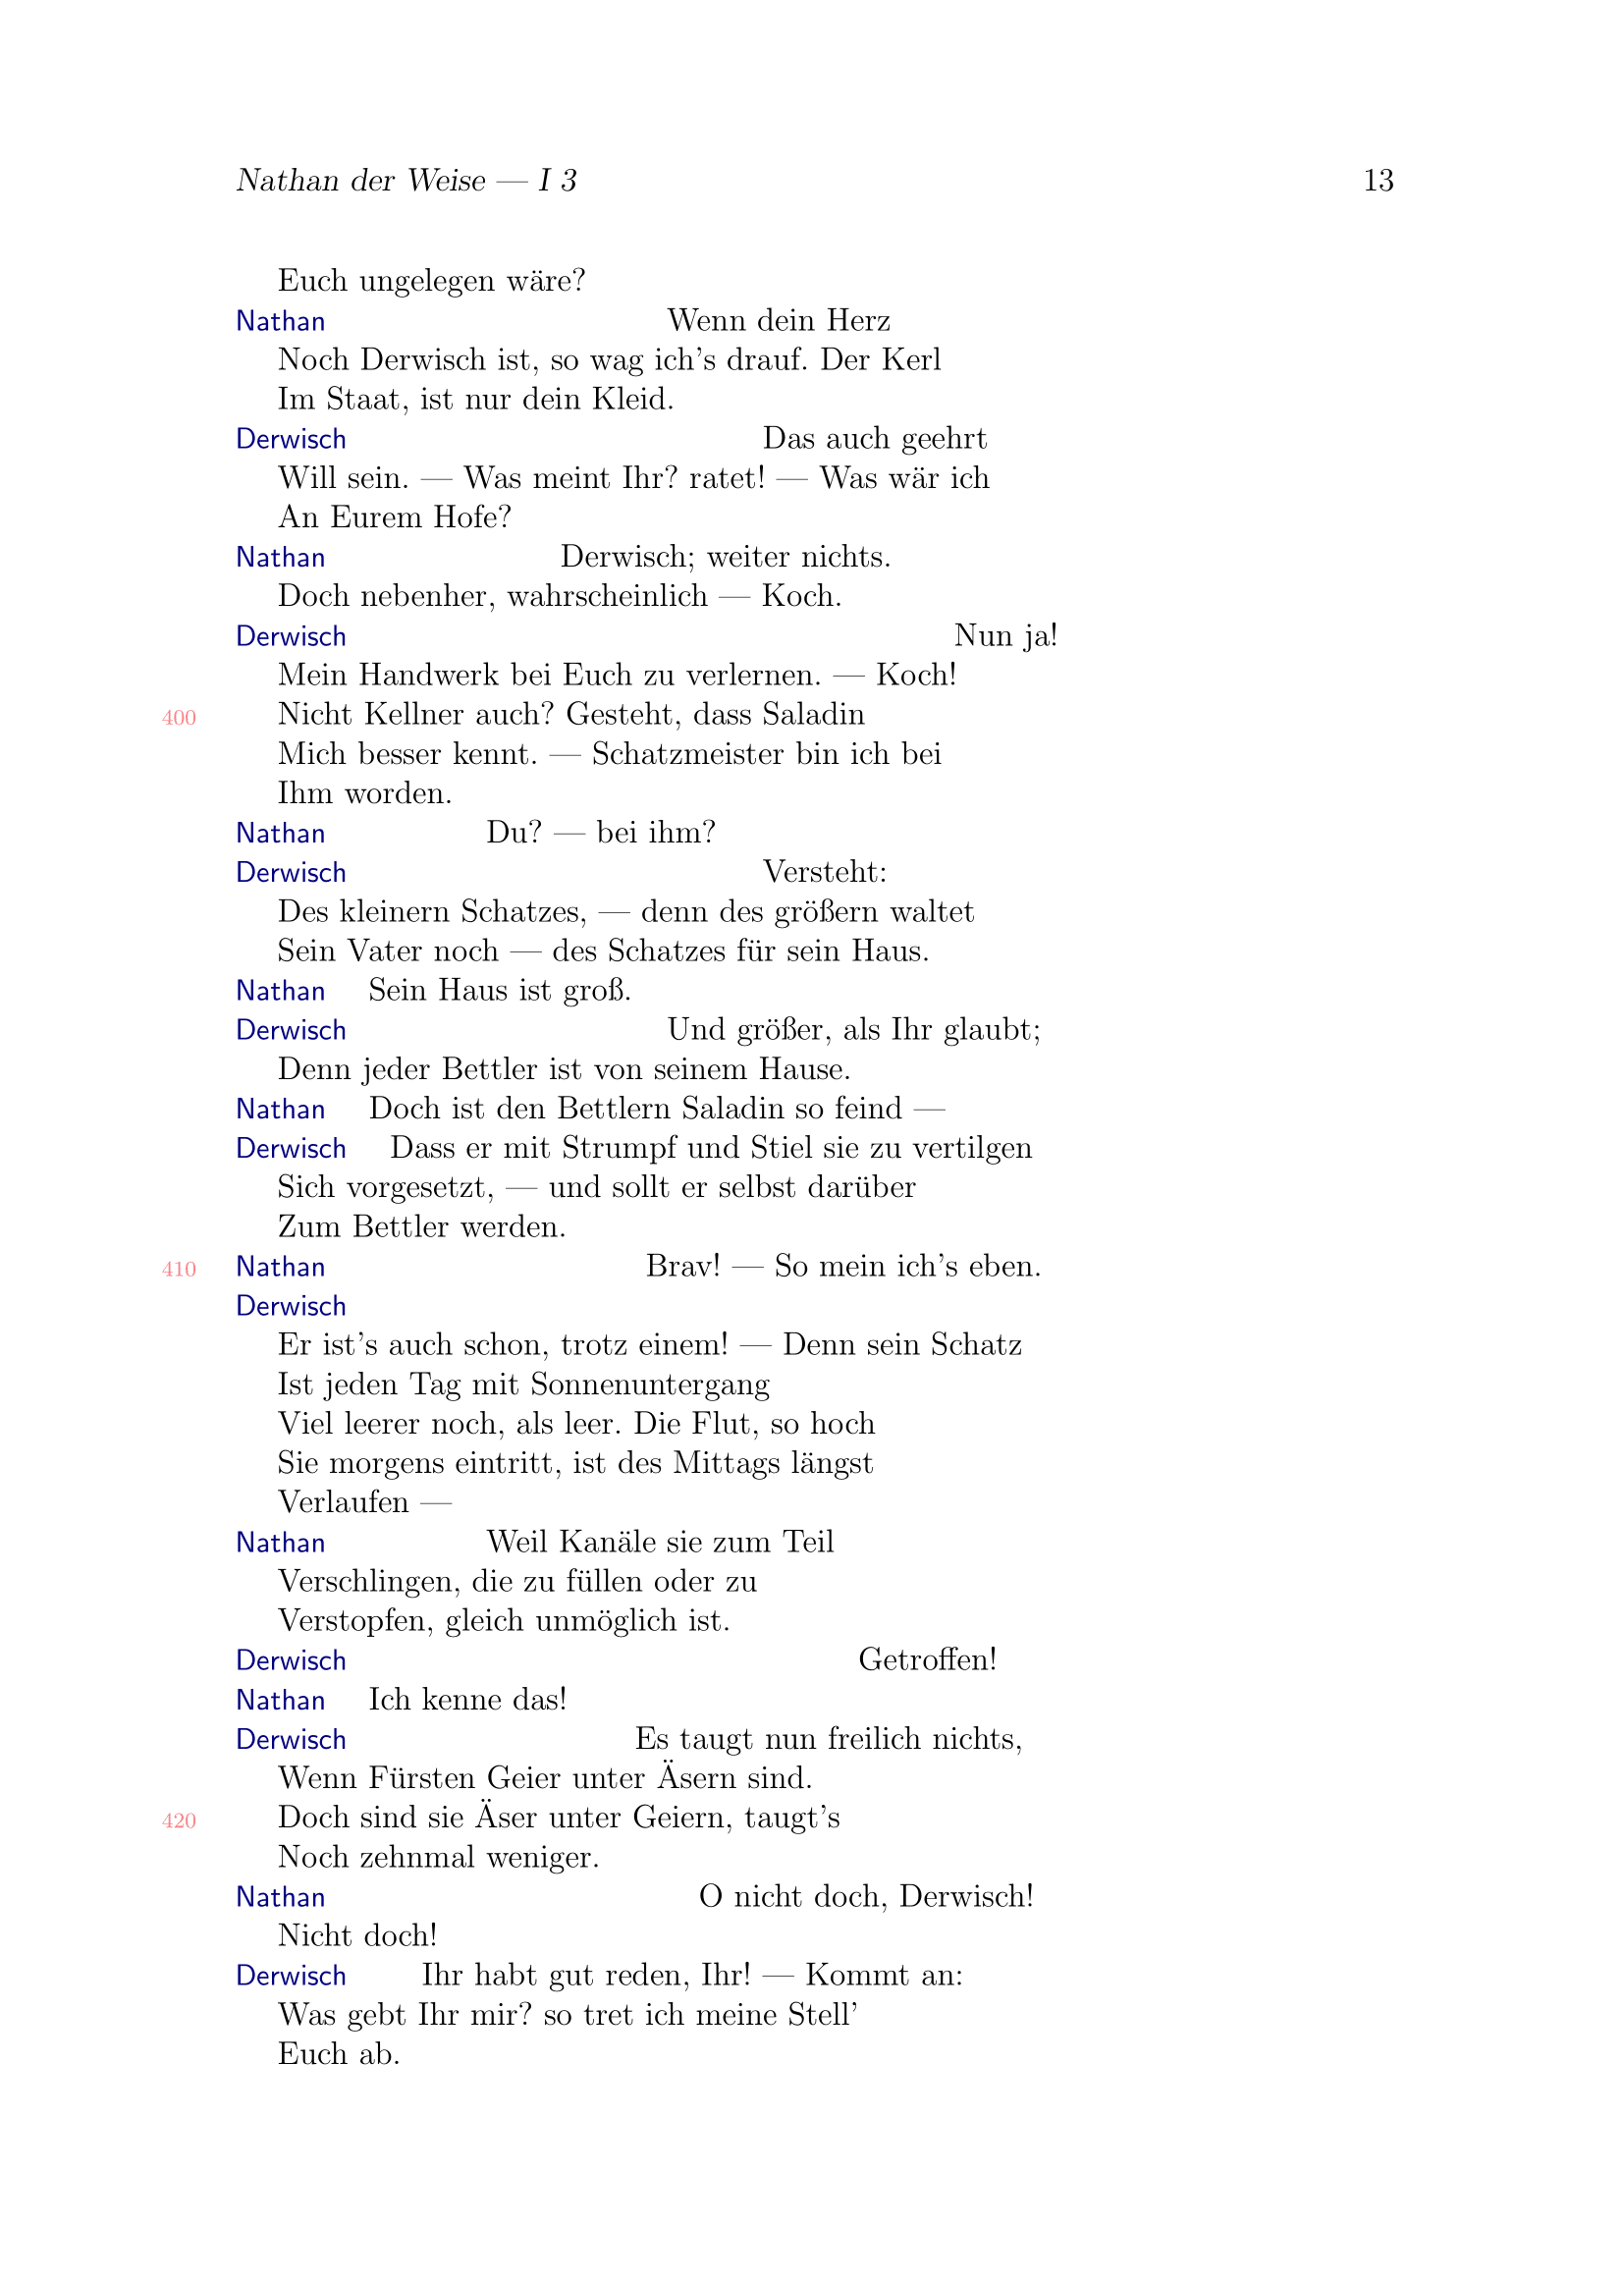 Nathan der Weise — I 3 13
Euch ungelegen wäre?
Nathan Wenn dein Herz
Noch Derwisch ist, so wag ich's drauf. Der Kerl
Im Staat, ist nur dein Kleid.
Derwisch Das auch geehrt
Will sein. — Was meint Ihr? ratet! — Was wär ich
An Eurem Hofe?
Nathan Derwisch; weiter nichts.
Doch nebenher, wahrscheinlich — Koch.
Derwisch Nun ja!
Mein Handwerk bei Euch zu verlernen. — Koch!
400 Nicht Kellner auch? Gesteht, dass Saladin
Mich besser kennt. — Schatzmeister bin ich bei
Ihm worden.
Nathan Du? — bei ihm?
Derwisch Versteht:
Des kleinern Schatzes, — denn des größern waltet
Sein Vater noch — des Schatzes für sein Haus.
Nathan Sein Haus ist groß.
Derwisch Und größer, als Ihr glaubt;
Denn jeder Bettler ist von seinem Hause.
Nathan Doch ist den Bettlern Saladin so feind —
Derwisch Dass er mit Strumpf und Stiel sie zu vertilgen
Sich vorgesetzt, — und sollt er selbst darüber
Zum Bettler werden.
410 Nathan Brav! — So mein ich's eben.
Derwisch
Er ist's auch schon, trotz einem! — Denn sein Schatz
Ist jeden Tag mit Sonnenuntergang
Viel leerer noch, als leer. Die Flut, so hoch
Sie morgens eintritt, ist des Mittags längst
Verlaufen —
Nathan Weil Kanäle sie zum Teil
Verschlingen, die zu füllen oder zu
Verstopfen, gleich unmöglich ist.
Derwisch Getroffen!
Nathan Ich kenne das!
Derwisch Es taugt nun freilich nichts,
Wenn Fürsten Geier unter Äsern sind.
420 Doch sind sie Äser unter Geiern, taugt's
Noch zehnmal weniger.
Nathan O nicht doch, Derwisch!
Nicht doch!
Derwisch Ihr habt gut reden, Ihr! — Kommt an:
Was gebt Ihr mir? so tret ich meine Stell'
Euch ab.